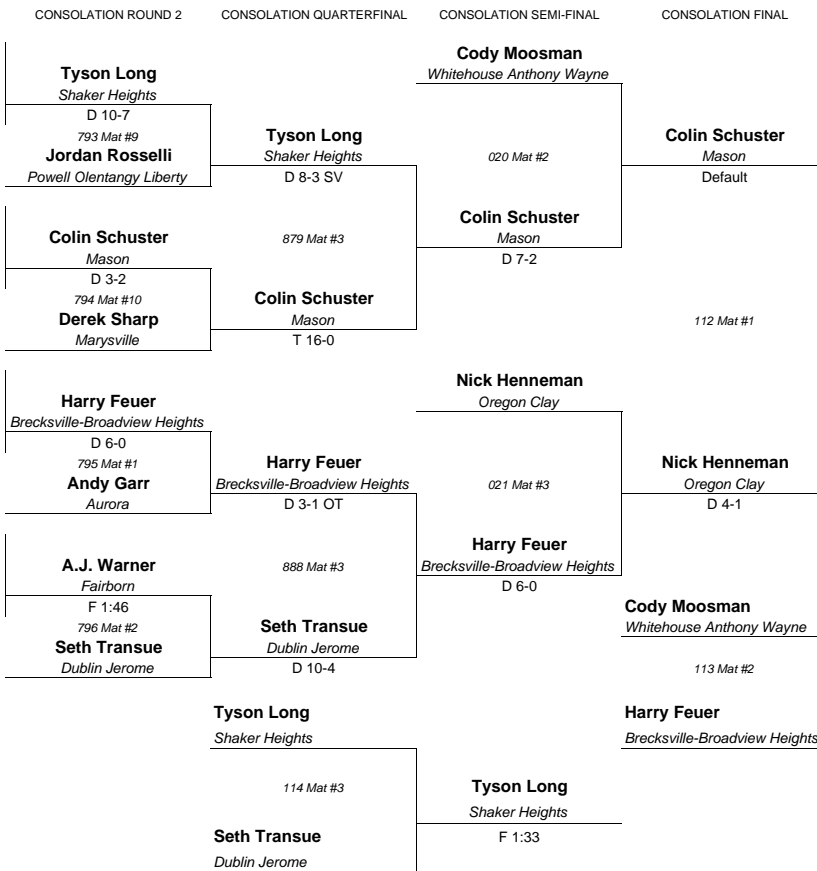 CONSOLATION ROUND 2
CONSOLATION QUARTERFINAL
CONSOLATION SEMI-FINAL
CONSOLATION FINAL
Tyson Long
Shaker Heights
D 10-7
793 Mat #9
Jordan Rosselli
Powell Olentangy Liberty
Colin Schuster
Mason
D 3-2
794 Mat #10
Derek Sharp
Marysville
Harry Feuer
Brecksville-Broadview Heights
D 6-0
795 Mat #1
Andy Garr
Aurora
A.J. Warner
Fairborn
F 1:46
796 Mat #2
Seth Transue
Dublin Jerome
Tyson Long
Shaker Heights
D 8-3 SV
879 Mat #3
Colin Schuster
Mason
T 16-0
Harry Feuer
Brecksville-Broadview Heights
D 3-1 OT
888 Mat #3
Seth Transue
Dublin Jerome
D 10-4
Tyson Long
Shaker Heights
114 Mat #3
Seth Transue
Dublin Jerome
Cody Moosman
Whitehouse Anthony Wayne
020 Mat #2
Colin Schuster
Mason
D 7-2
Nick Henneman
Oregon Clay
021 Mat #3
Harry Feuer
Brecksville-Broadview Heights
D 6-0
Tyson Long
Shaker Heights
F 1:33
Colin Schuster
Mason
Default
112 Mat #1
Nick Henneman
Oregon Clay
D 4-1
Cody Moosman
Whitehouse Anthony Wayne
113 Mat #2
Harry Feuer
Brecksville-Broadview Heights